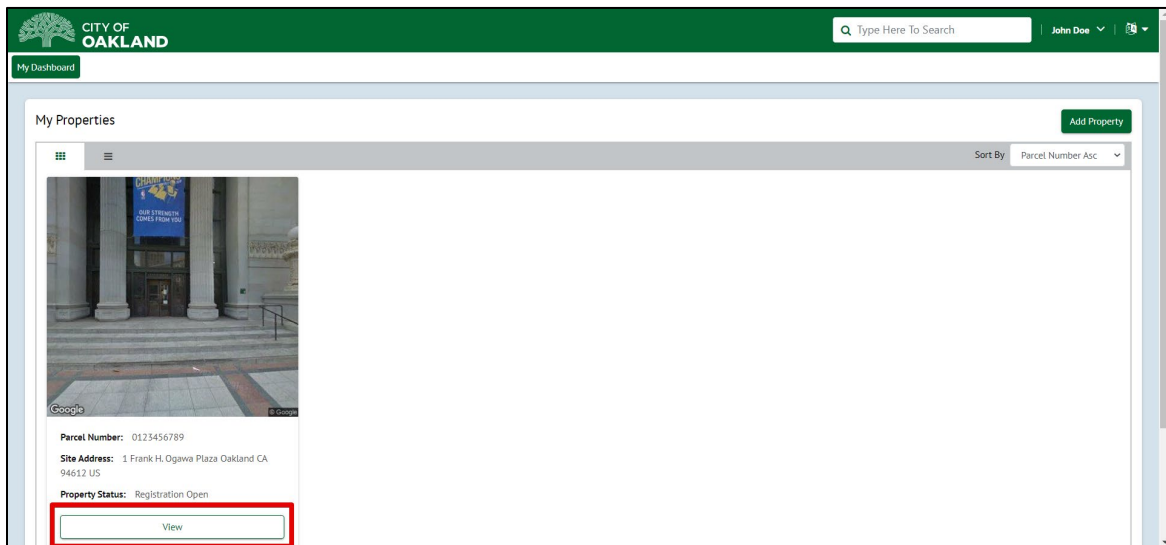 CITY OF
OAKLAND
Type Here To Search
John Doe
My Dashboard
My Properties
Add Property
Sort By Parcel Number Asc
CHAMPIONS
OUR STRENGTH
COMES FROM YOU
Google
© Google
Parcel Number: 0123456789
Site Address: 1 Frank H. Ogawa Plaza Oakland CA
94612 US
Property Status: Registration Open
View